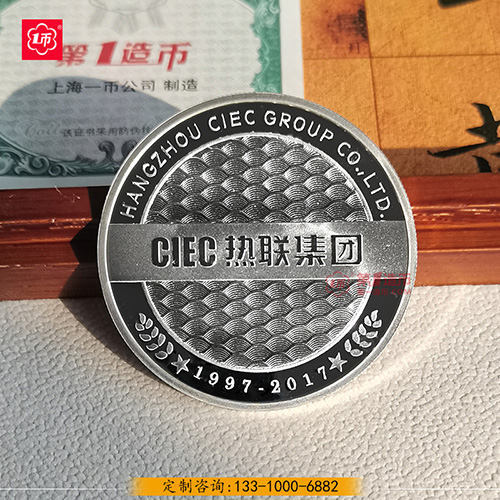 1币
第1造币
上海一币公司 制造
HANGZHOU CIEC GROUP CO.,LTD.
CIEC 热联集团
1997-2017
定制咨询:133-1000-6882